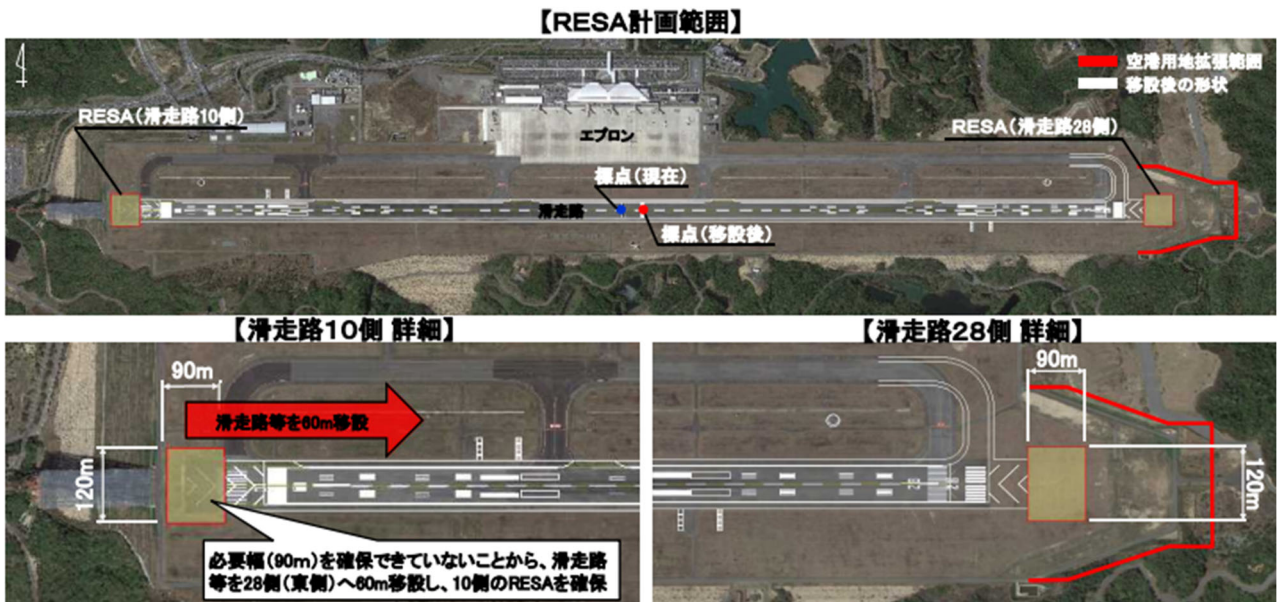 【RESA計画範囲】
4
空港用地拡張範囲
移設後の形状
RESA（滑走路10側）
RESA（滑走路28側）
エプロン
標点（現在）
滑走路
標点（移設後）
【滑走路10側 詳細】
【滑走路28側 詳細】
90m
滑走路等を60m移設
120m
必要幅（90m）を確保できていないことから、滑走路
等を28側（東側）へ60m移設し、10側のRESAを確保
90m
28
120m